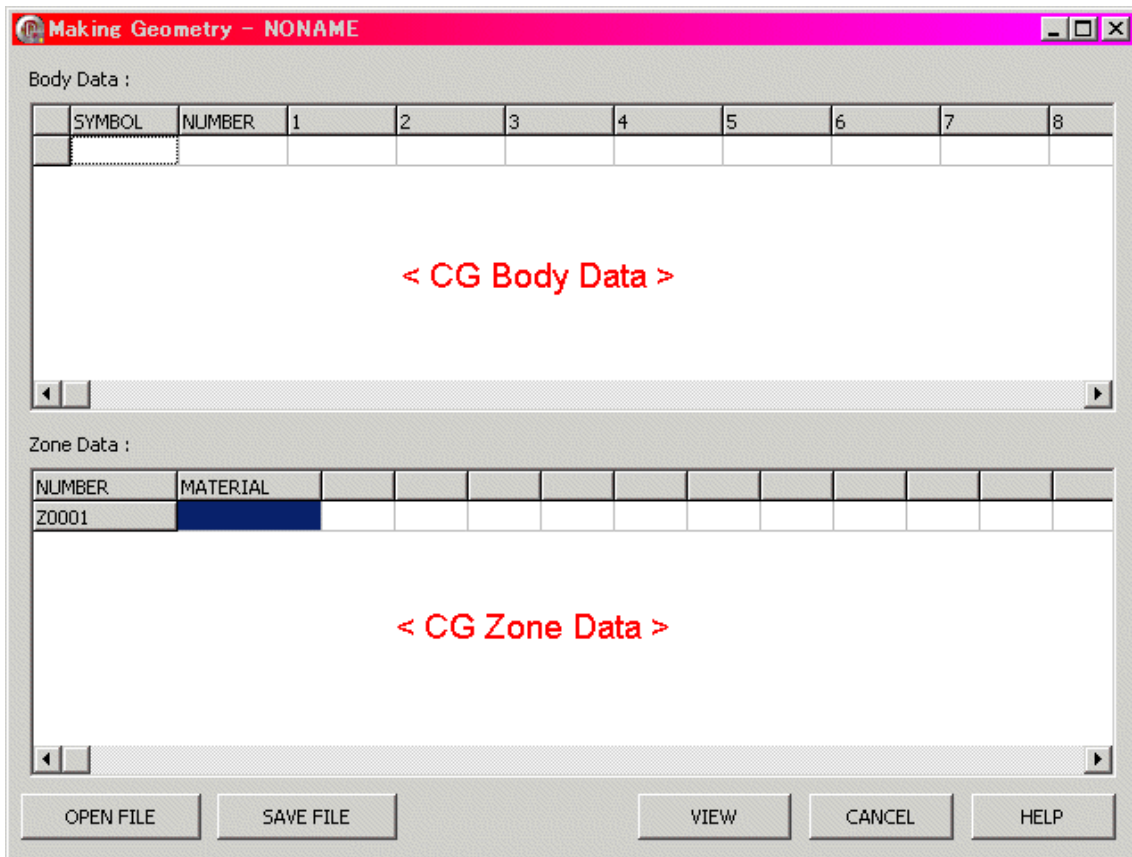 Making Geometry - NONAME
Body Data :
SYMBOL NUMBER 1 2 3 4 5 6 7 8
< CG Body Data >
Zone Data :
NUMBER MATERIAL
Z0001
< CG Zone Data >
OPEN FILE SAVE FILE VIEW CANCEL HELP